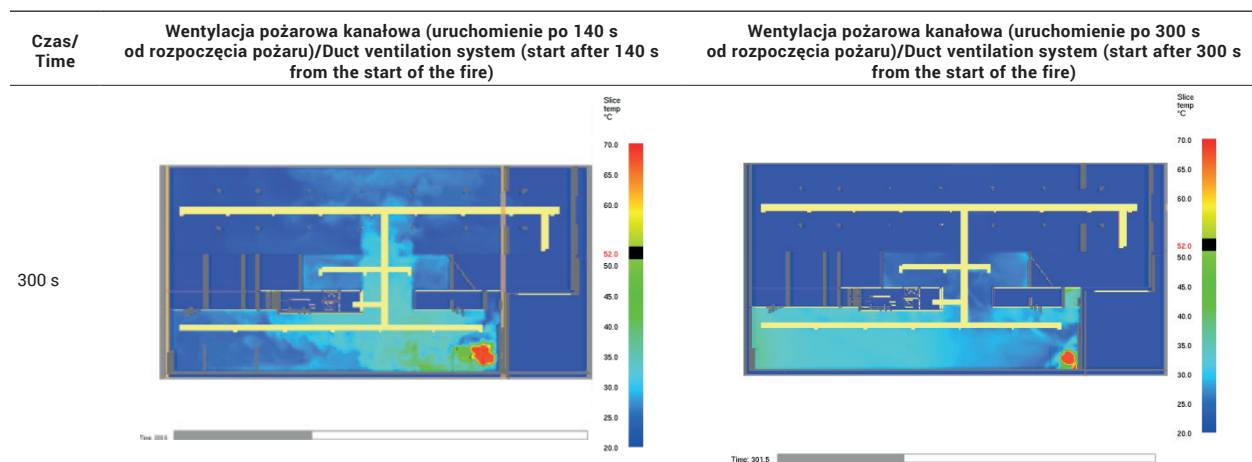 Czas/
Time
Wentylacja pożarowa kanałowa (uruchomienie po 140 s
od rozpoczęcia pożaru)/Duct ventilation system (start after 140 s
from the start of the fire)
Wentylacja pożarowa kanałowa (uruchomienie po 300 s
od rozpoczęcia pożaru)/Duct ventilation system (start after 300 s
from the start of the fire)
300 s
Slice
temp
°C
70.0
65.0
60.0
55.0
52.0
50.0
45.0
40.0
35.0
30.0
25.0
20.0
Slice
temp
°C
70.0
65.0
60.0
55.0
52.0
50.0
45.0
40.0
35.0
30.0
25.0
20.0
Time:
Time: 301.5